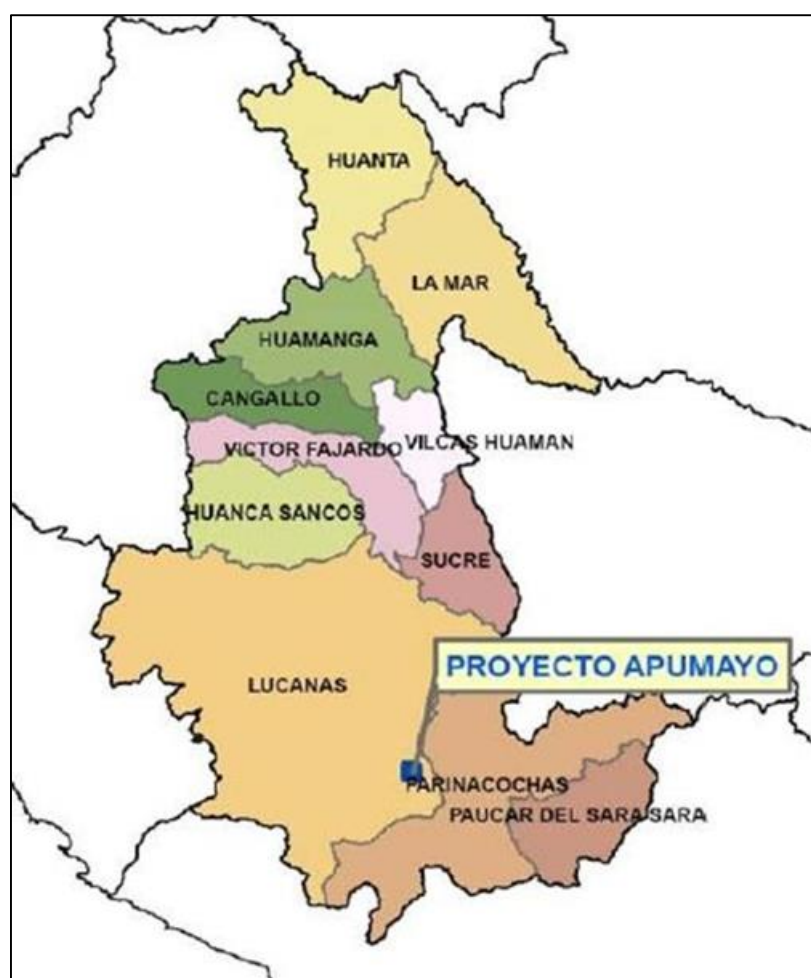 HUANTA
LA MAR
HUAMANGA
CANGALLO
VICTOR FAJARDO
VILCAS HUAMAN
HUANCA SANCOS
SUCRE
PROYECTO APUMAYO
LUCANAS
PARINACOCHAS
PAUCAR DEL SARA SARA